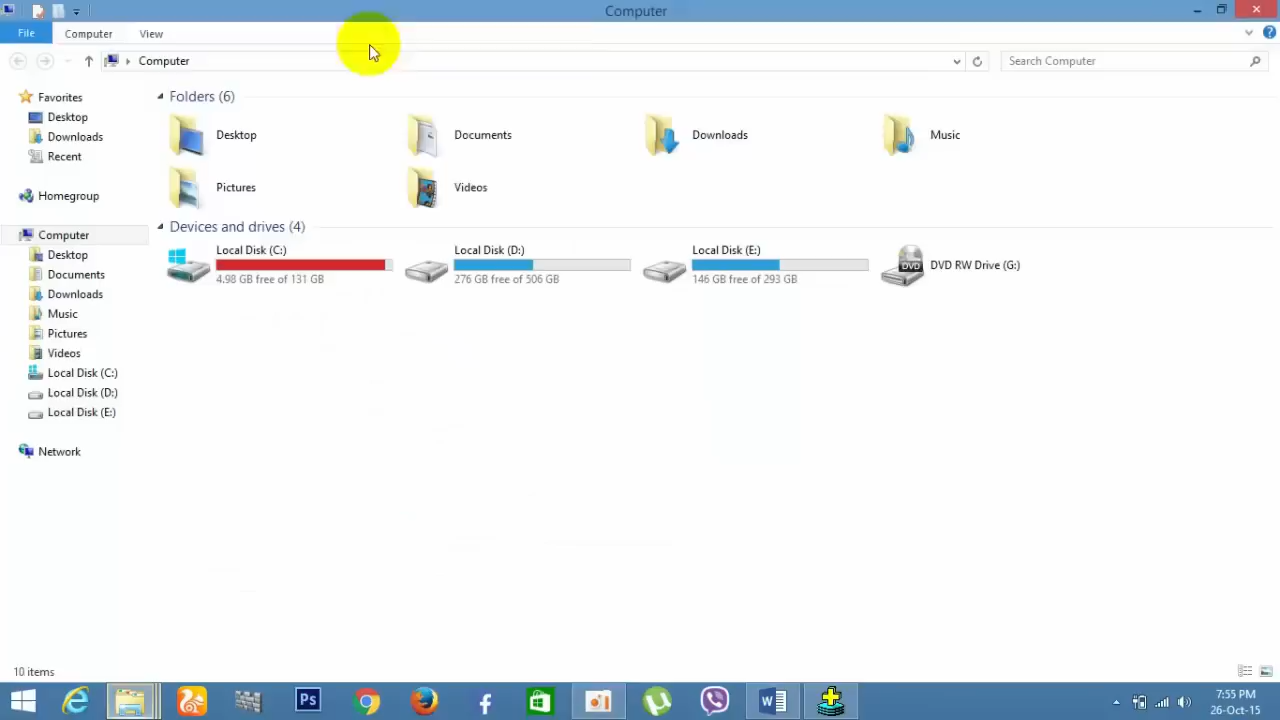 Computer
File
Computer
View
Computer
Search Computer
Favorites
Desktop
Downloads
Recent
Homegroup
Computer
Desktop
Documents
Downloads
Music
Pictures
Videos
Local Disk (C:)
Local Disk (D:)
Local Disk (E:)
Network
Folders (6)
Desktop
Documents
Downloads
Music
Pictures
Videos
Devices and drives (4)
Local Disk (C:)
4.98 GB free of 131 GB
Local Disk (D:)
276 GB free of 506 GB
Local Disk (E:)
146 GB free of 293 GB
DVD
DVD RW Drive (G:)
10 items
Ps
7:55 PM
26-Oct-15